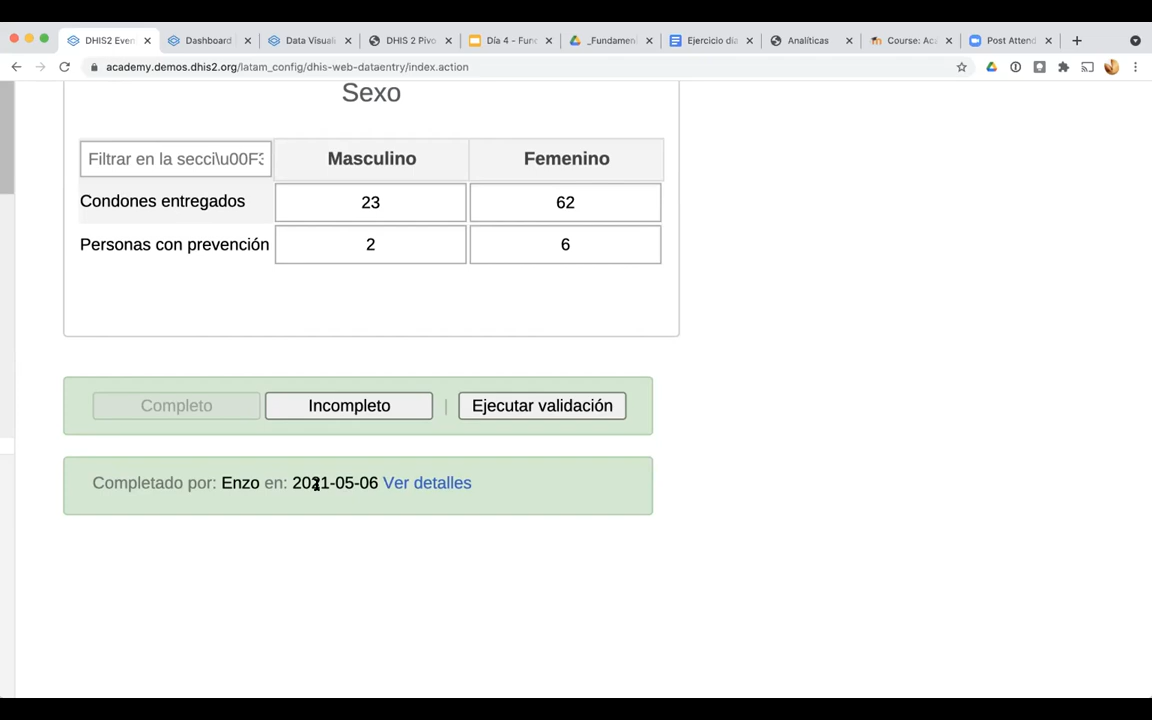 DHIS2 Even
Dashboard
Data Visuali
DHIS 2 Pivo
Día 4 - Func
_Fundamen
Ejercicio día
Analíticas
Course: Aca
Post Attend
academy.demos.dhis2.org/latam_config/dhis-web-dataentry/index.action
Sexo
Filtrar en la secci\u00F3
Masculino
Femenino
Condones entregados
23
62
Personas con prevención
2
6
Completo
Incompleto
|
Ejecutar validación
Completado por: Enzo en: 2021-05-06 Ver detalles